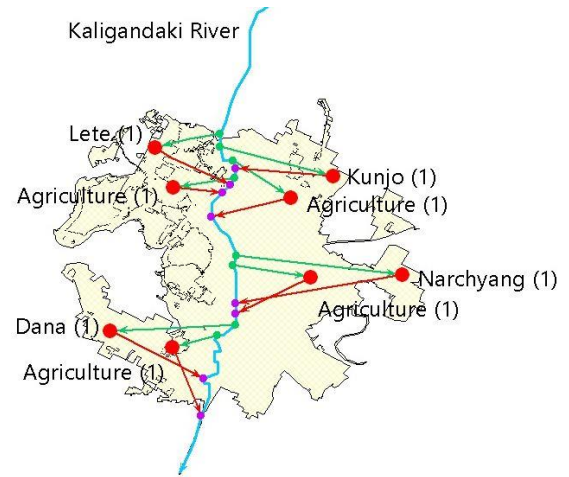 Kaligandaki River
Lete (1)
Kunjo (1)
Agriculture (1)
Agriculture (1)
Narchyang (1)
Agriculture (1)
Dana (1)
Agriculture (1)